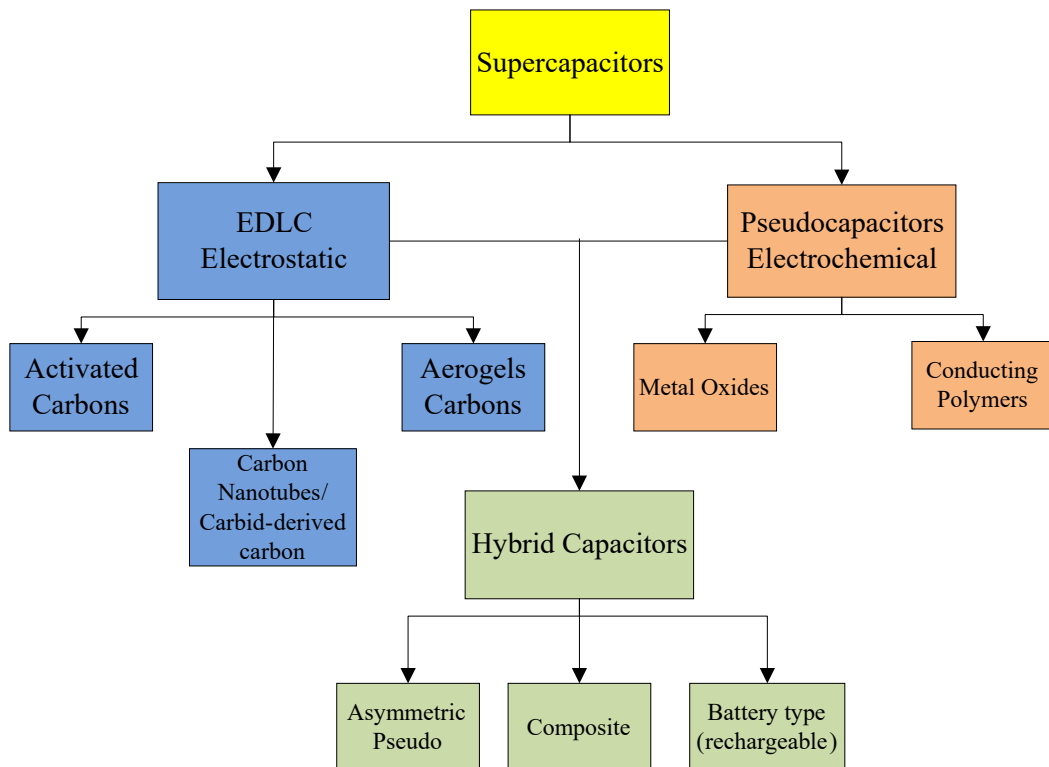 Supercapacitors
EDLC
Electrostatic
Pseudocapacitors
Electrochemical
Activated
Carbons
Aerogels
Carbons
Metal Oxides
Conducting
Polymers
Carbon
Nanotubes/
Carbid-derived
carbon
Hybrid Capacitors
Asymmetric
Pseudo
Composite
Battery type
(rechargeable)